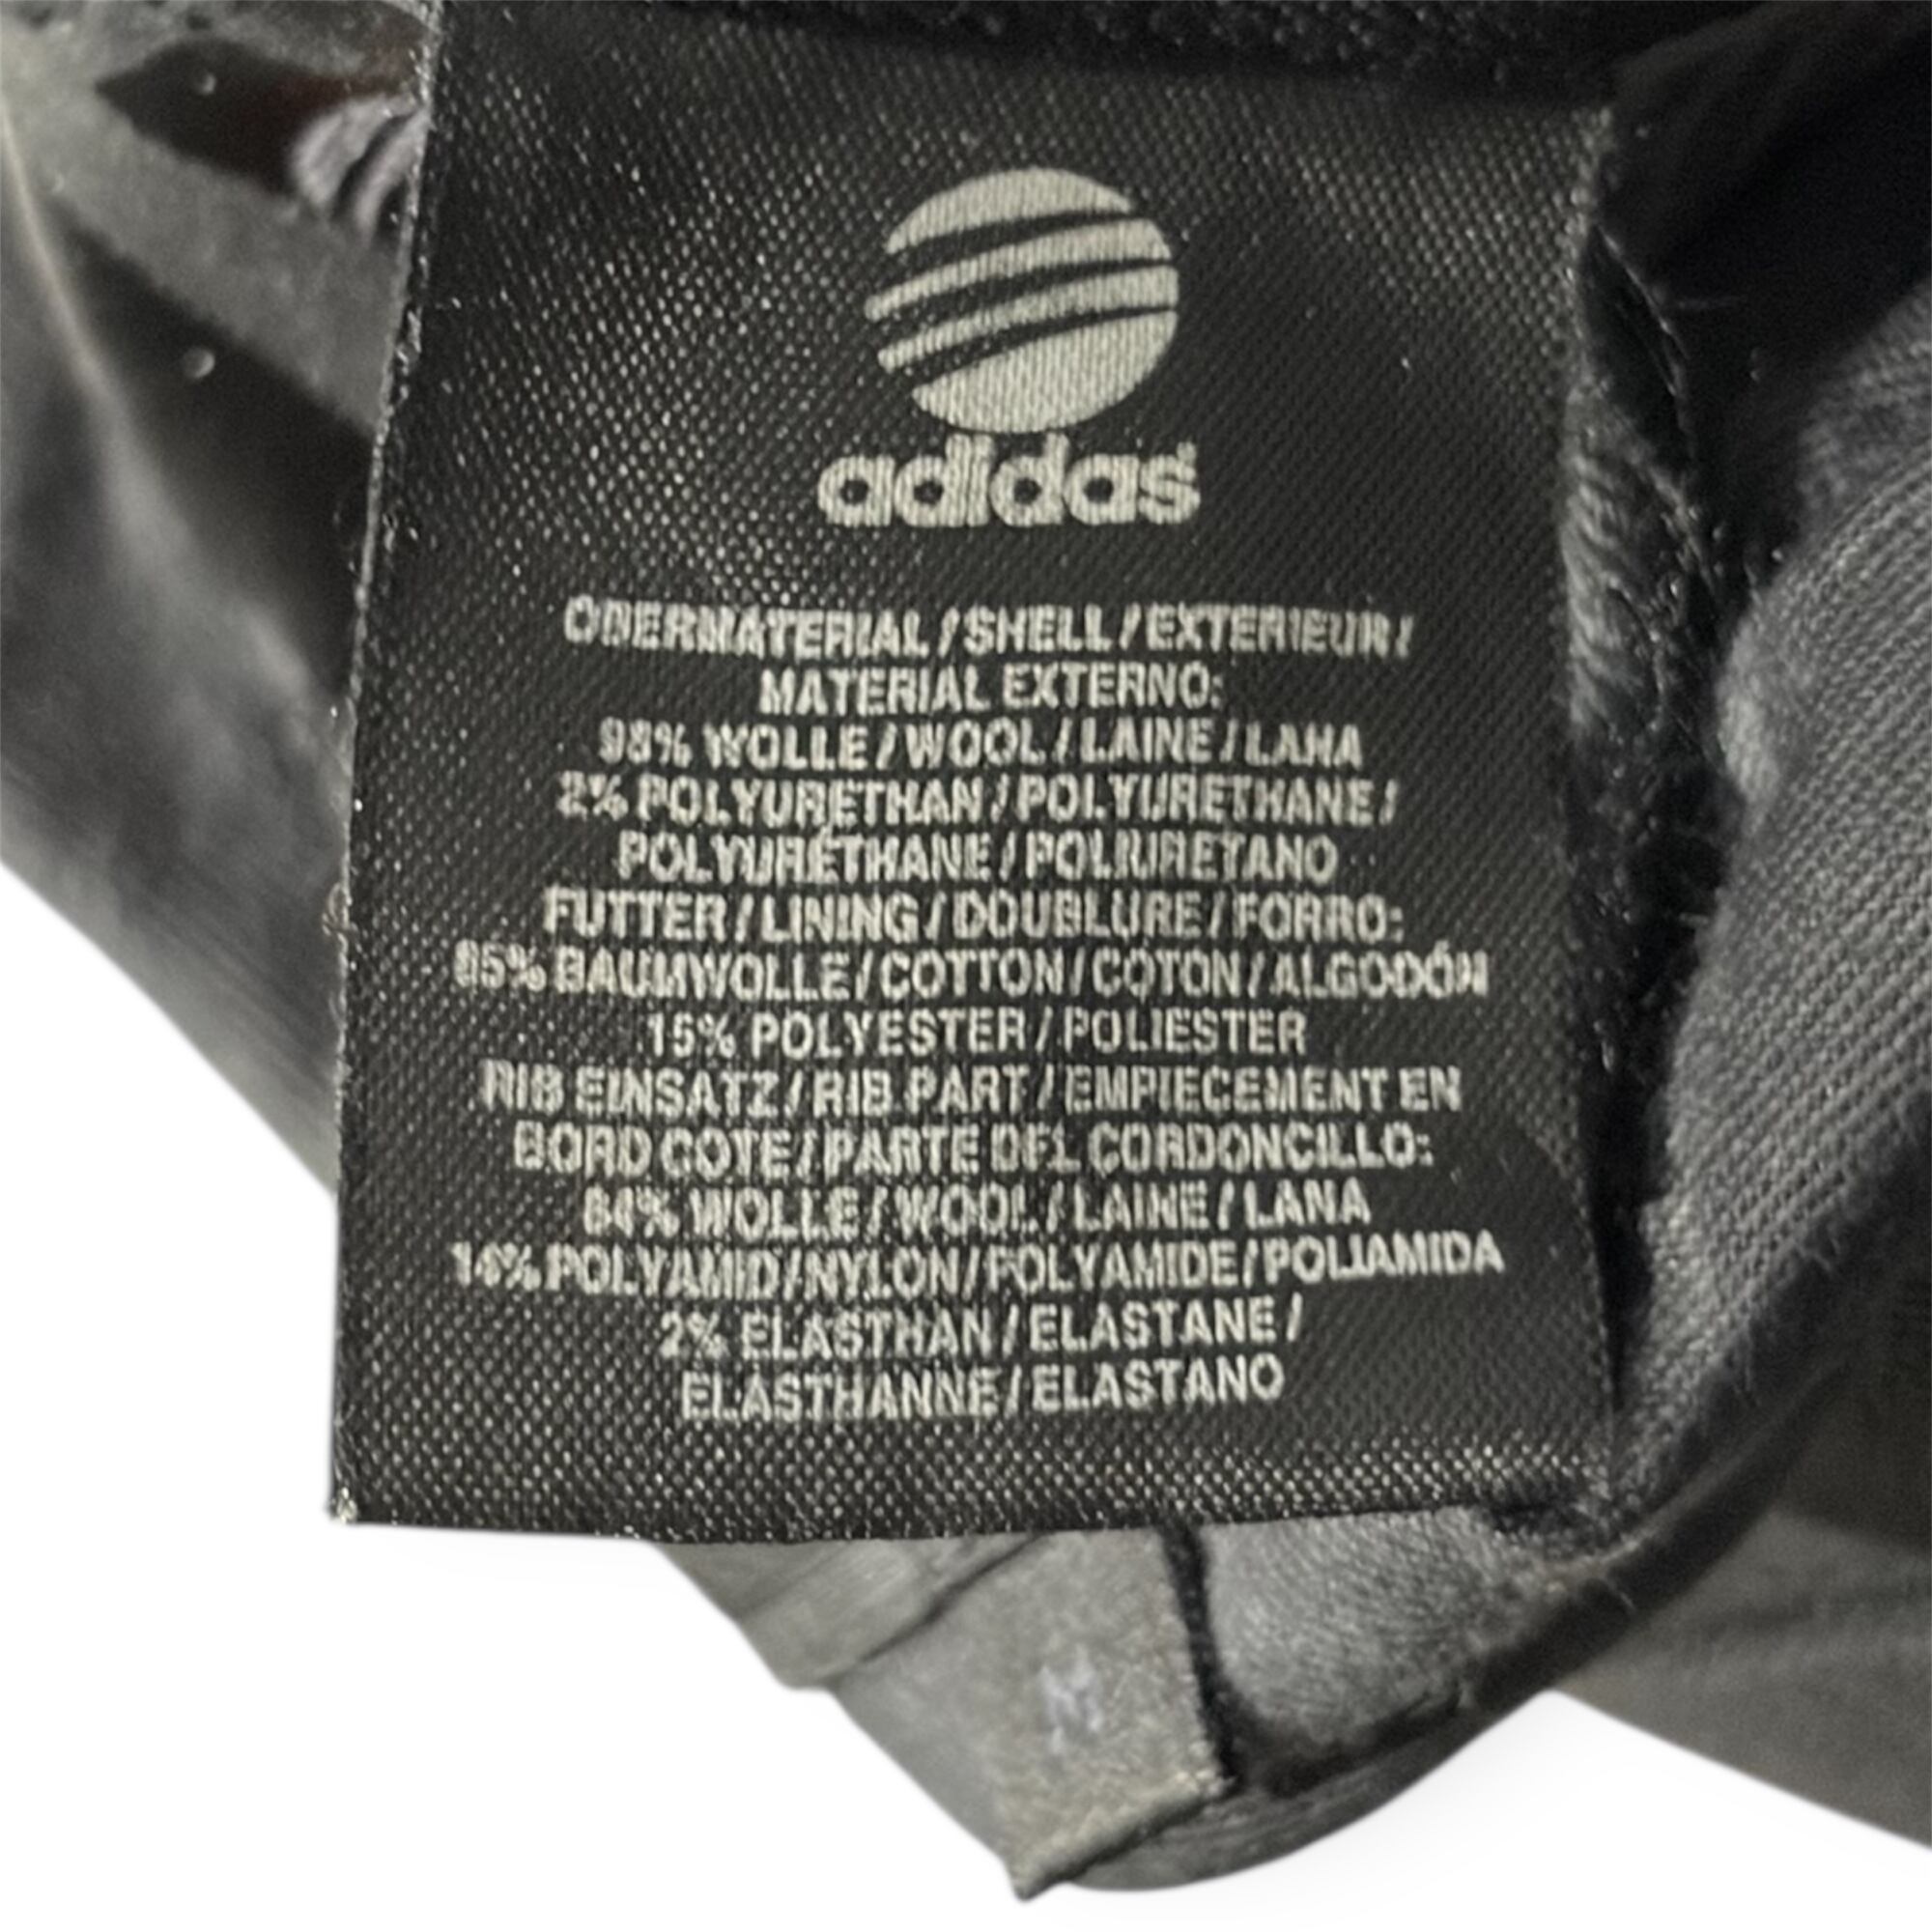 adidas
OBERMATERIAL / SHELL / EXTERIEUR /
MATERIAL EXTERNO:
98% WOLLE / WOOL / LAINE / LANA
2% POLYURETHAN / POLYURETHANE /
POLYURÉTHANE / POLIURETANO
FUTTER / LINING / DOUBLURE / FORRO:
85% BAUMWOLLE / COTTON / COTON / ALGODÓN
15% POLYESTER / POLIESTER
RIB EINSATZ / RIB PART / EMPIECEMENT EN
BORD COTE / PARTE DEL CORDONCILLO:
84% WOLLE / WOOL / LAINE / LANA
14% POLYAMID / NYLON / POLYAMIDE / POLIAMIDA
2% ELASTHAN / ELASTANE /
ELASTHANNE / ELASTANO